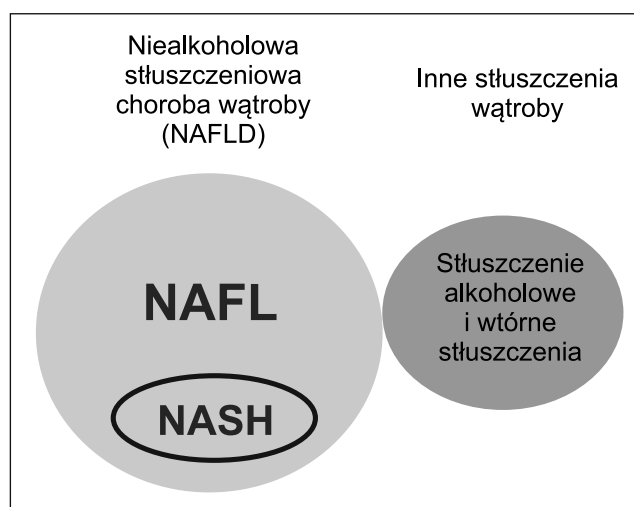 Niealkoholowa
stłuszczeniowa
choroba wątroby
(NAFLD)
Inne stłuszczenia
wątroby
NAFL
NASH
Stłuszczenie
alkoholowe
i wtórne
stłuszczenia